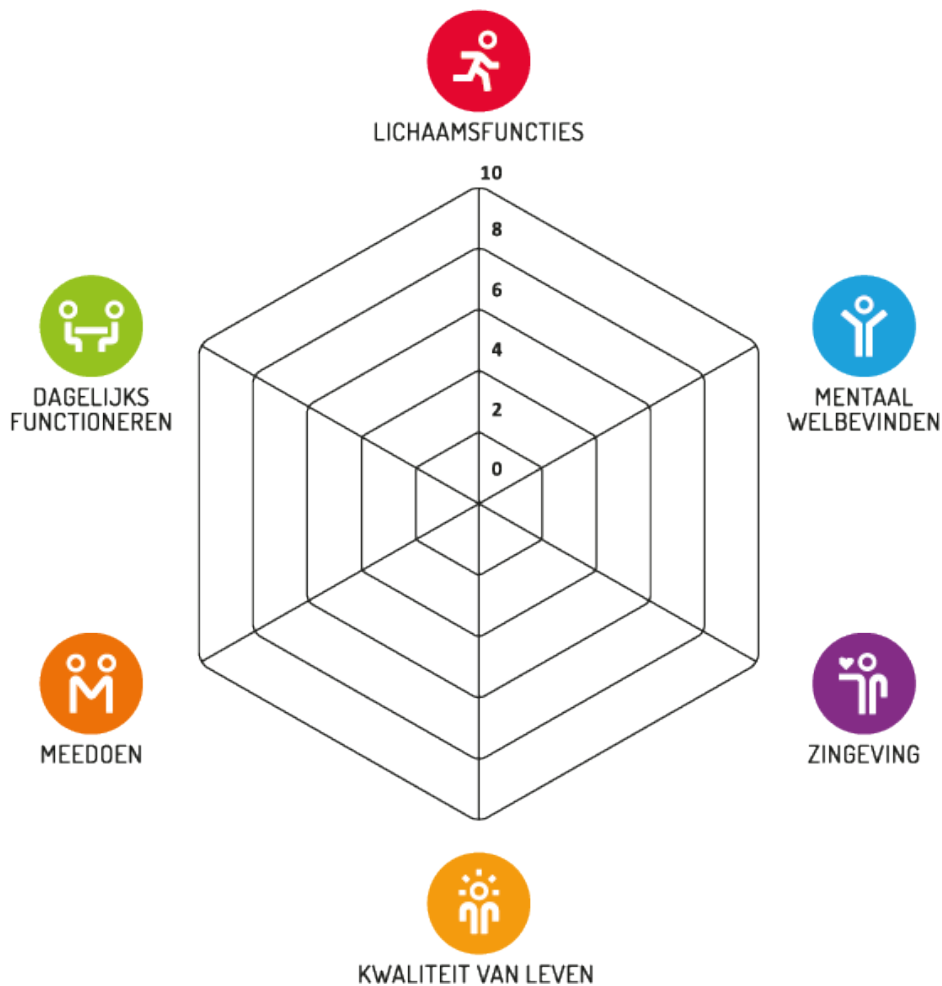 LICHAAMSFUNCTIES
10
8
6
4
2
0
DAGELIJKS
FUNCTIONEREN
MENTAAL
WELBEVINDEN
MEEDOEN
ZINGEVING
KWALITEIT VAN LEVEN